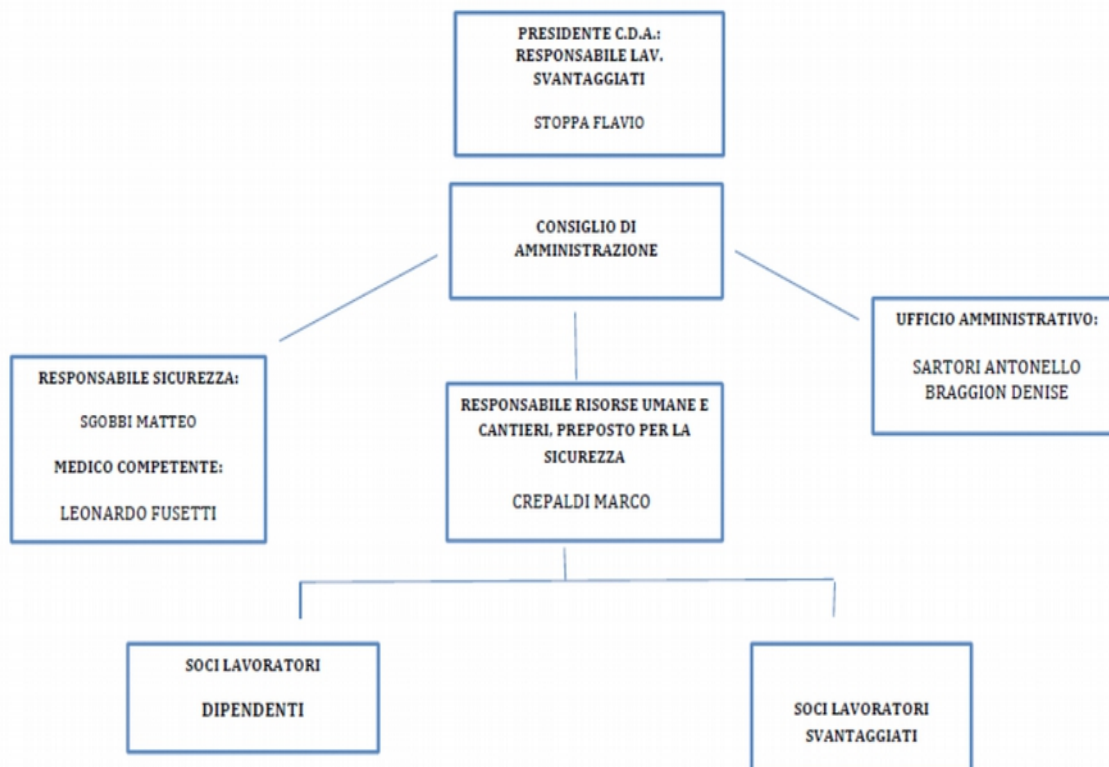 PRESIDENTE C.D.A.:
RESPONSABILE LAV.
SVANTAGGIATI
STOPPA FLAVIO
CONSIGLIO DI
AMMINISTRAZIONE
UFFICIO AMMINISTRATIVO:
SARTORI ANTONELLO
BRAGGION DENISE
RESPONSABILE SICUREZZA:
SGOBBI MATTEO
MEDICO COMPETENTE:
LEONARDO FUSETTI
RESPONSABILE RISORSE UMANE E
CANTIERI, PREPOSTO PER LA
SICUREZZA
CREPALDI MARCO
SOCI LAVORATORI
DIPENDENTI
SOCI LAVORATORI
SVANTAGGIATI